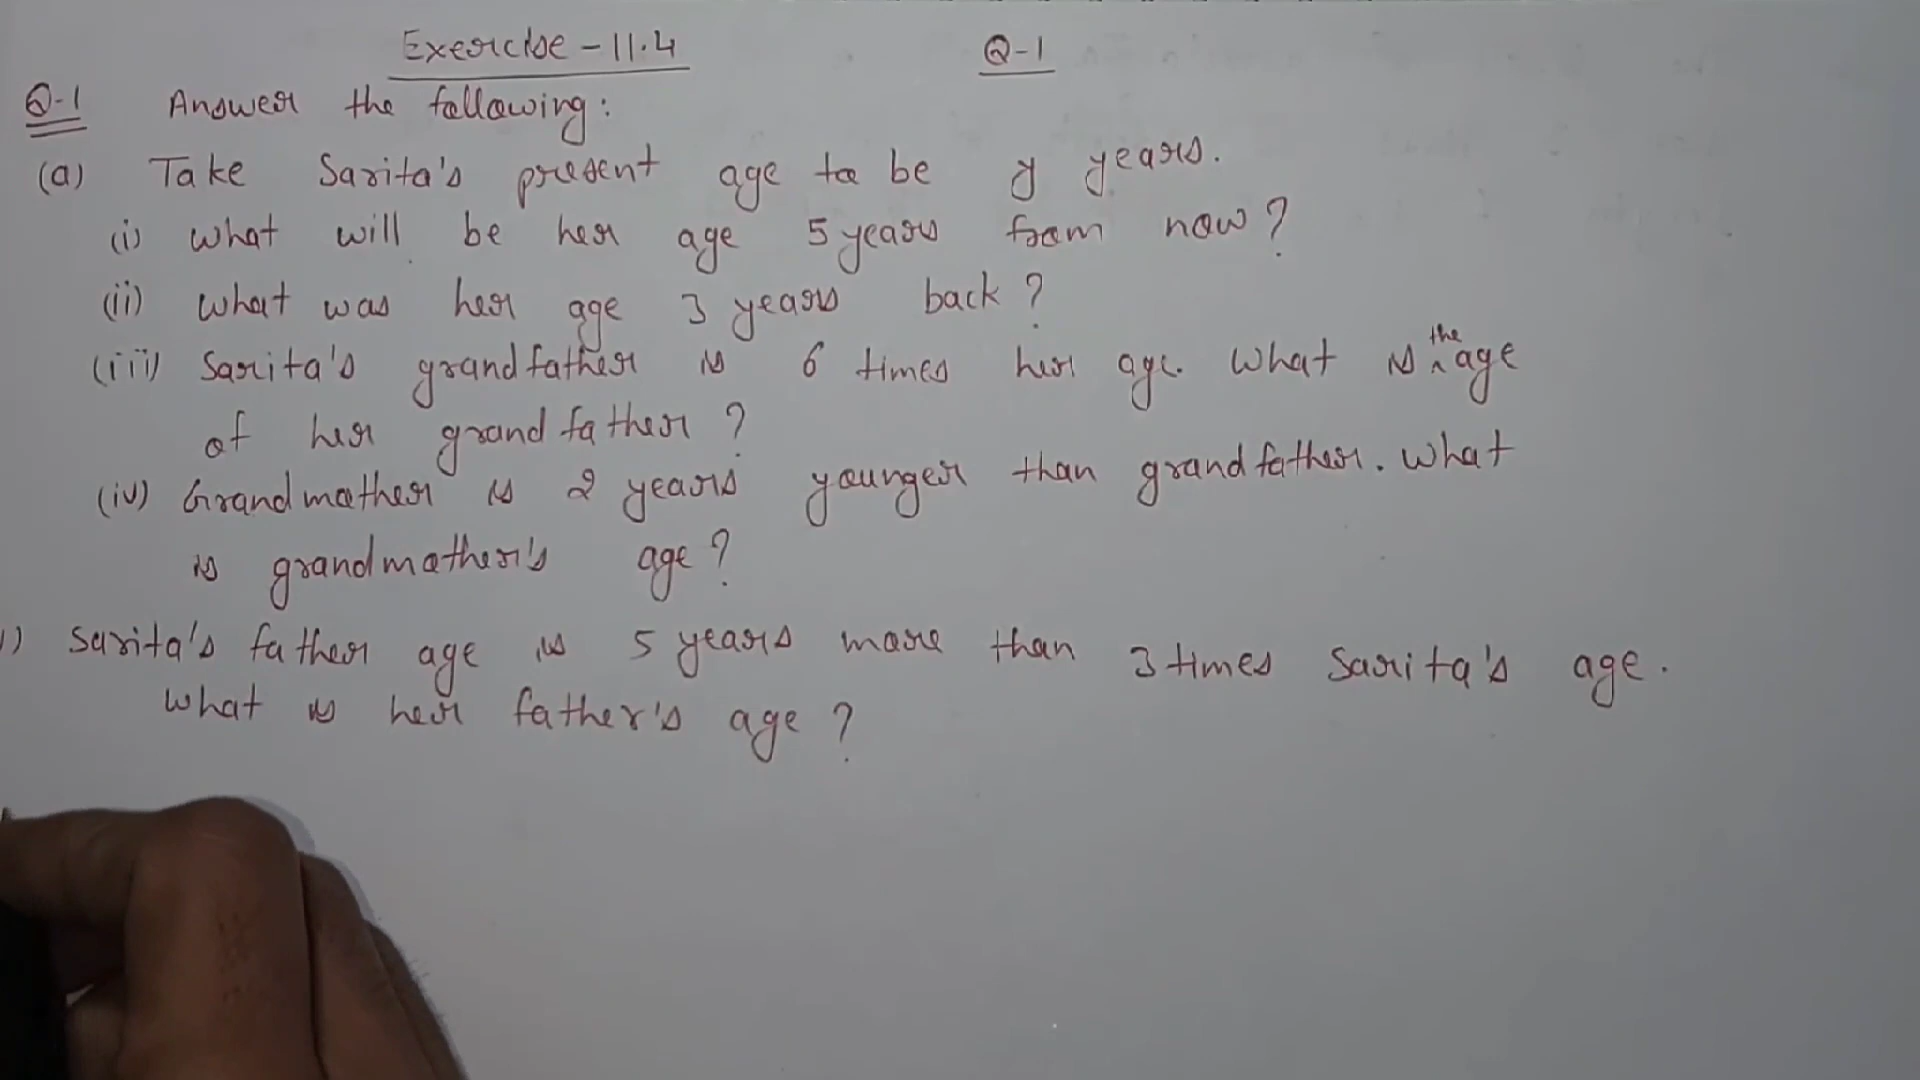 Exercise - 11.4 Q-1
Q-1 Answer the following:
(a) Take Sarita's present age to be y years.
(i) what will be her age 5 years from now?
(ii) what was her age 3 years back?
(iii) Sarita's grandfather is 6 times her age. What is the age
of her grandfather?
(iv) Grandmother is 2 years younger than grandfather. What
is grandmother's age?
) Sarita's father age is 5 years more than 3 times Sarita's age.
What is her father's age?